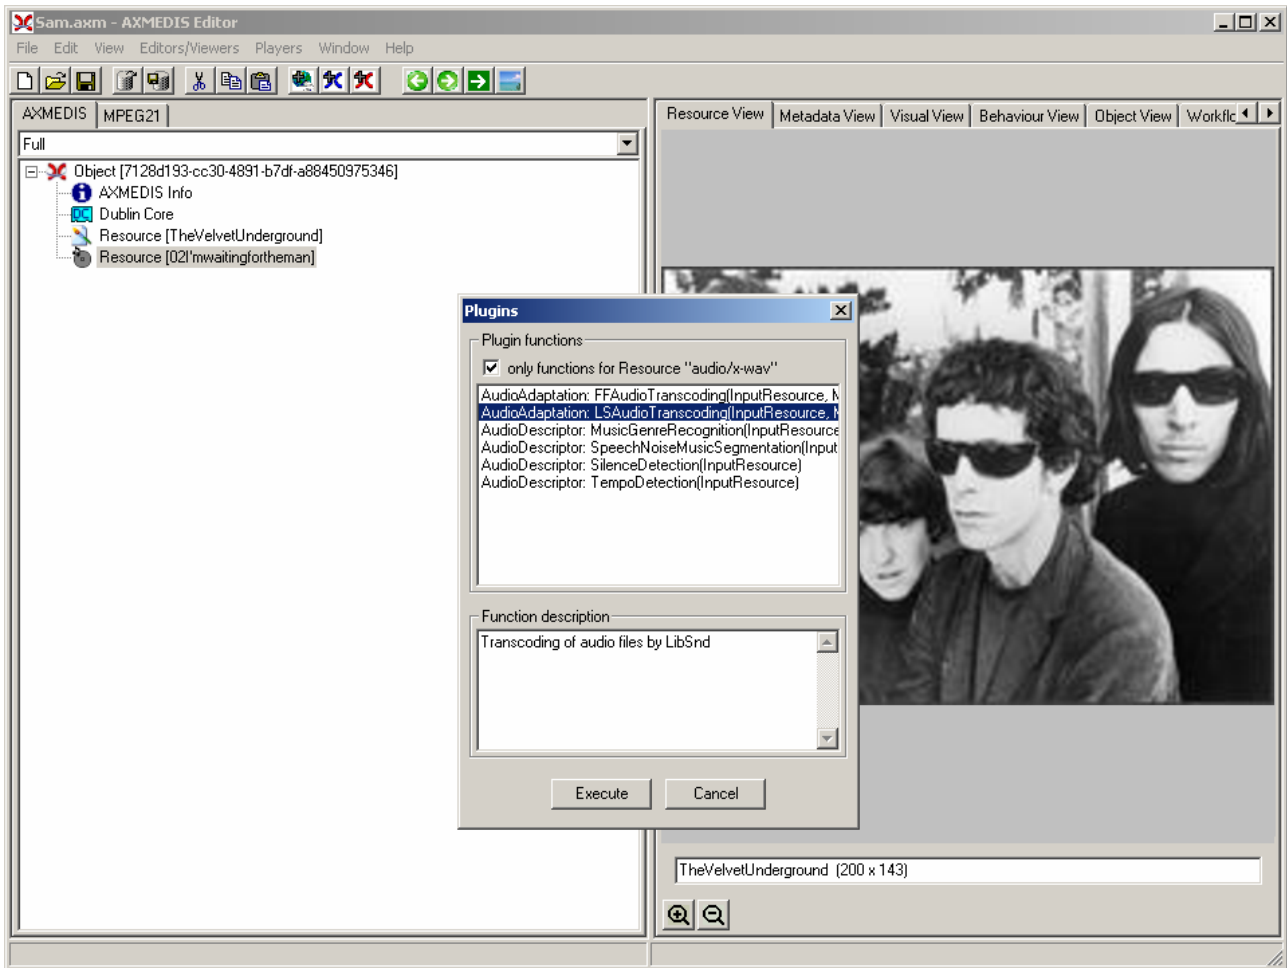 Sam.axm - AXMEDIS Editor
File Edit View Editors/Viewers Players Window Help
AXMEDIS MPEG21
Full
Object [7128d193-cc30-4891-b7df-a88450975346]
AXMEDIS Info
DC Dublin Core
Resource [TheVelvetUnderground]
Resource [02I'mwaitingfortheman]
Resource View Metadata View Visual View Behaviour View Object View Workflc
Plugins
Plugin functions
only functions for Resource "audio/x-wav"
AudioAdaptation: FFAudioTranscoding(InputResource, M
AudioAdaptation: LSAudioTranscoding(InputResource, M
AudioDescriptor: MusicGenreRecognition(InputResource
AudioDescriptor: SpeechNoiseMusicSegmentation(Input
AudioDescriptor: SilenceDetection(InputResource)
AudioDescriptor: TempoDetection(InputResource)
Function description
Transcoding of audio files by LibSnd
Execute Cancel
TheVelvetUnderground (200 x 143)